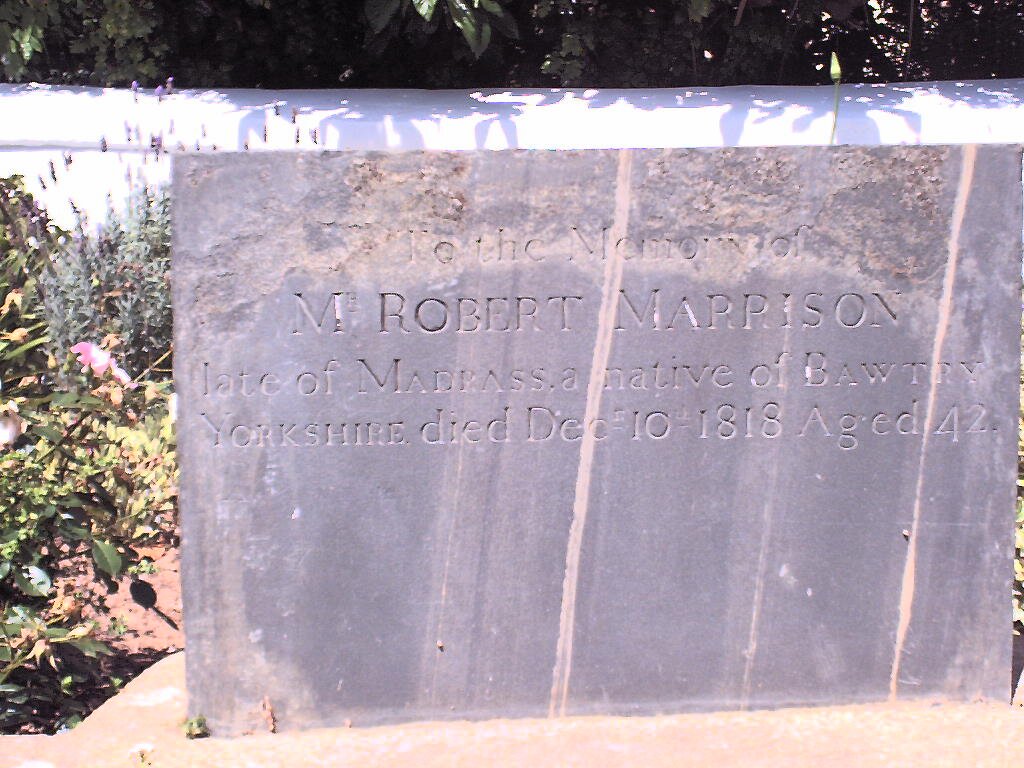 To the Memory of
Mr ROBERT MARRISON
late of MADRASS, a native of BAWTRY
YORKSHIRE, died Decr 10th 1818 Aged 42.